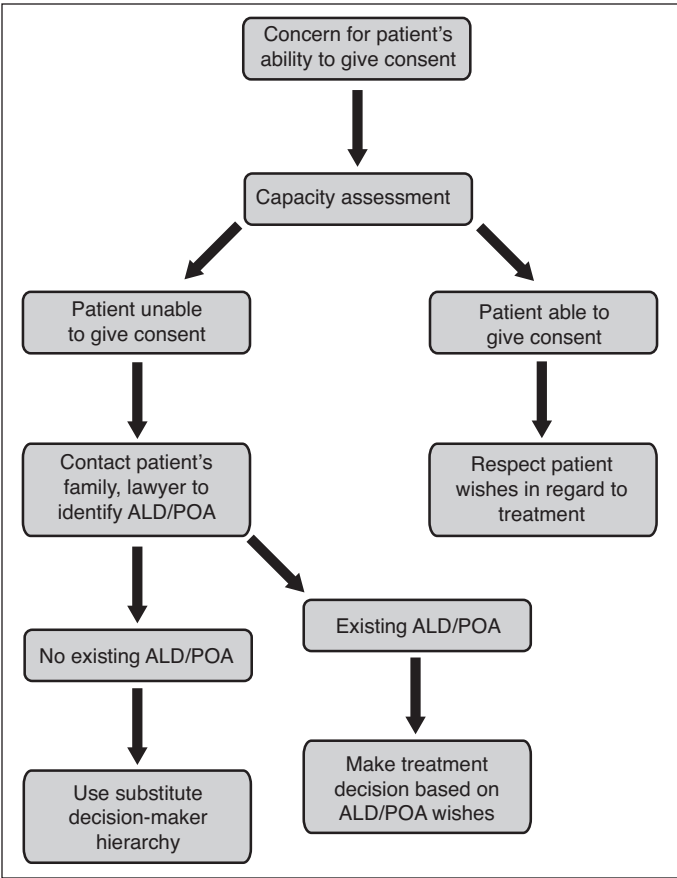 Concern for patient's
ability to give consent
Capacity assessment
Patient unable
to give consent
Patient able to
give consent
Contact patient's
family, lawyer to
identify ALD/POA
Respect patient
wishes in regard to
treatment
No existing ALD/POA
Existing ALD/POA
Use substitute
decision-maker
hierarchy
Make treatment
decision based on
ALD/POA wishes